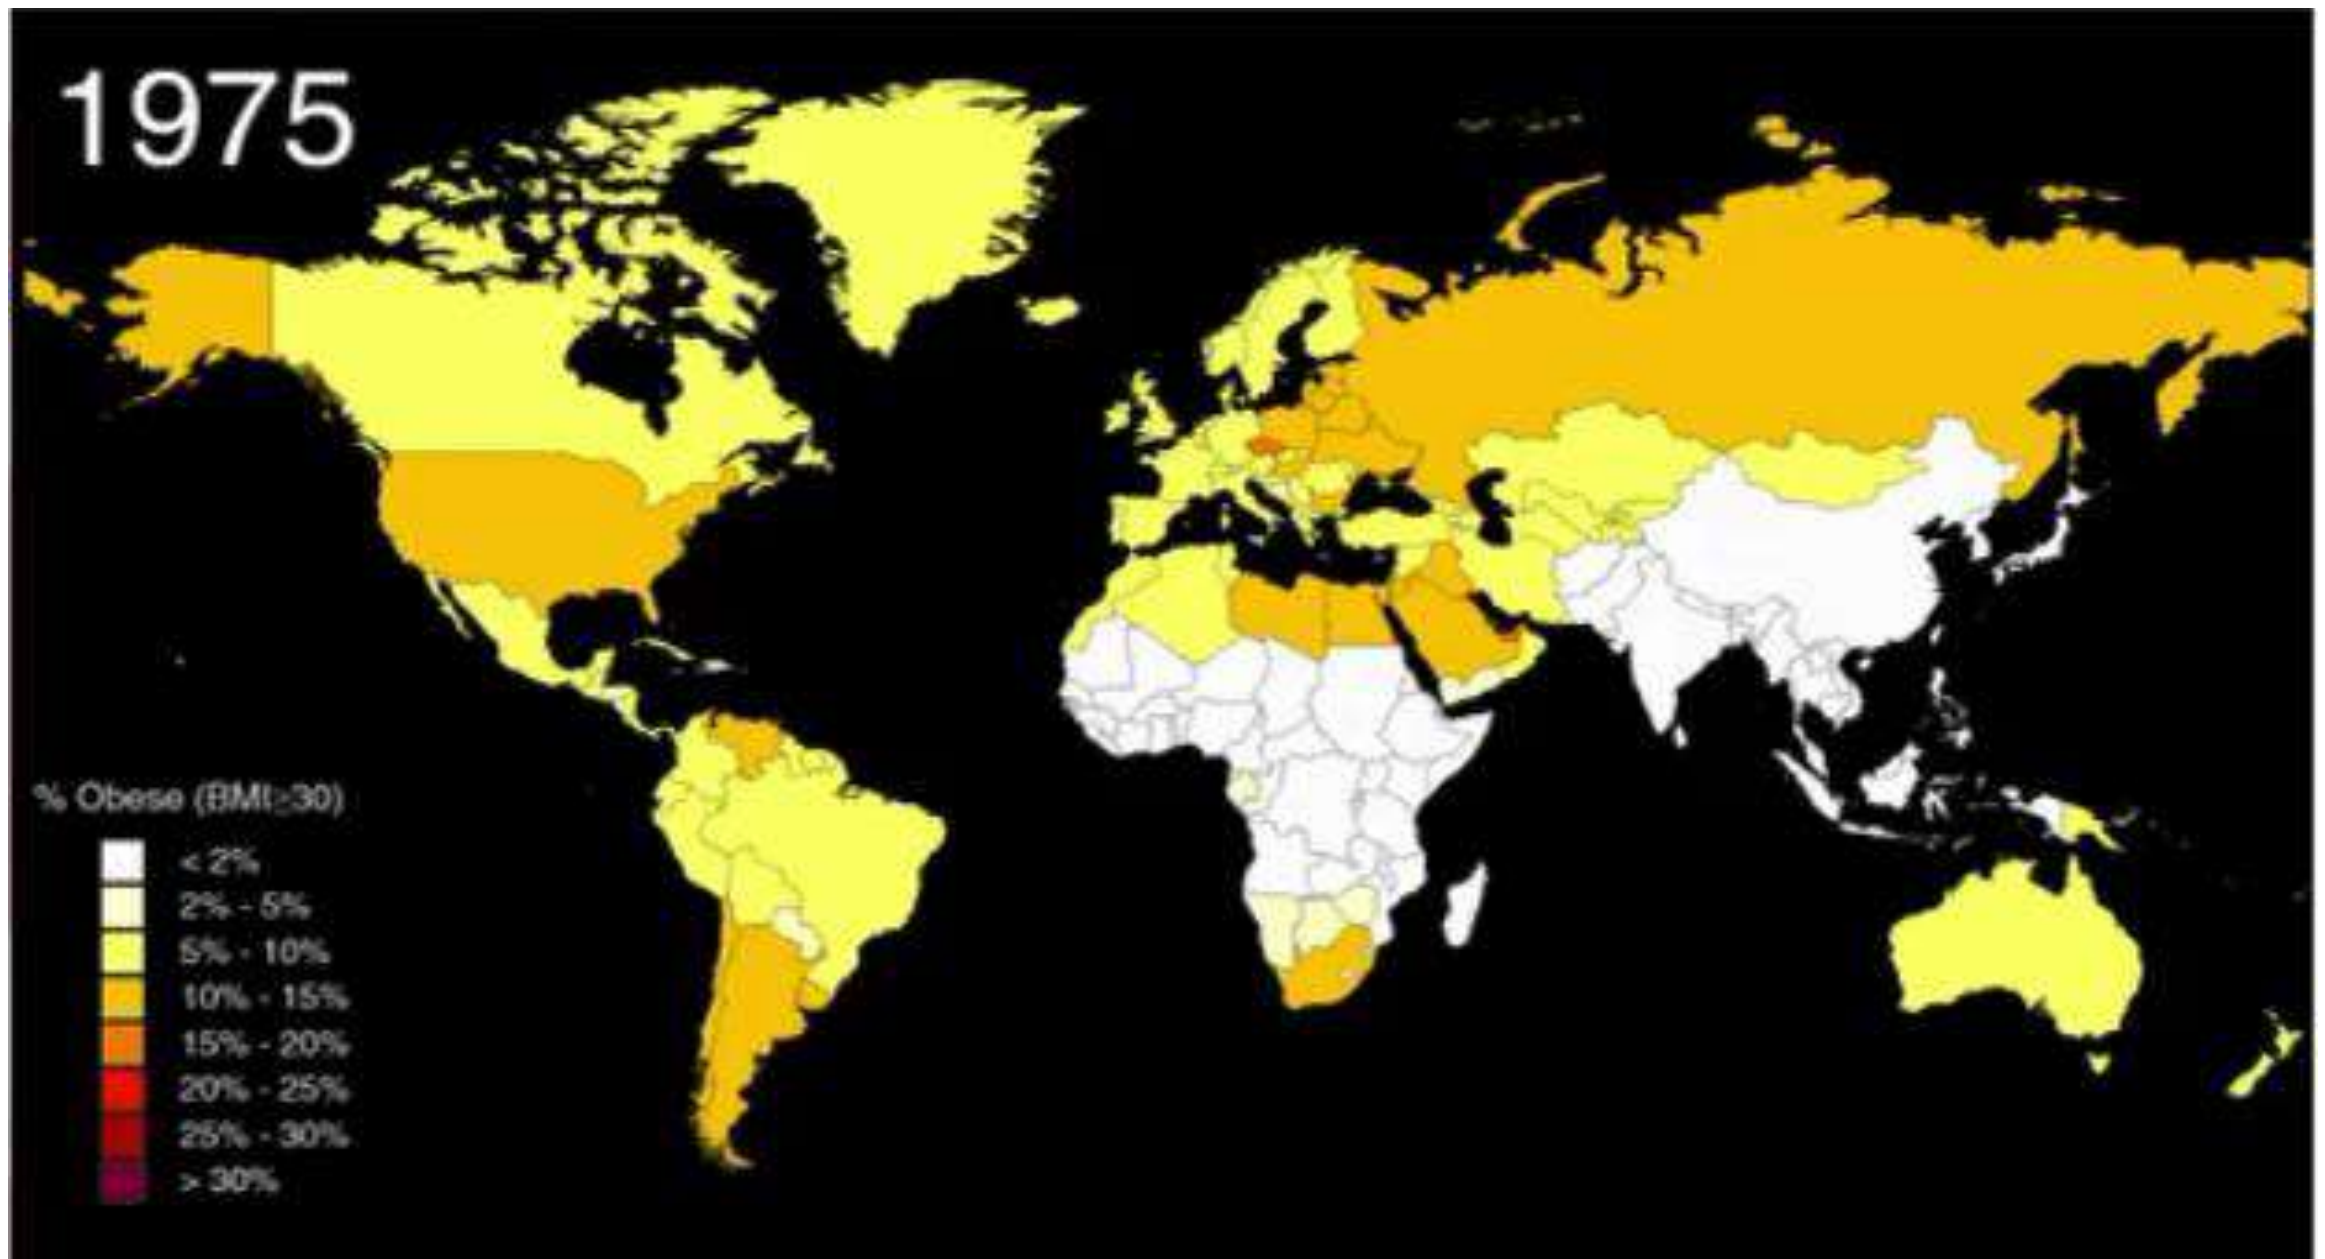 1975
% Obese (BMI≥30)
< 2%
2% - 5%
5% - 10%
10% - 15%
15% - 20%
20% - 25%
25% - 30%
> 30%